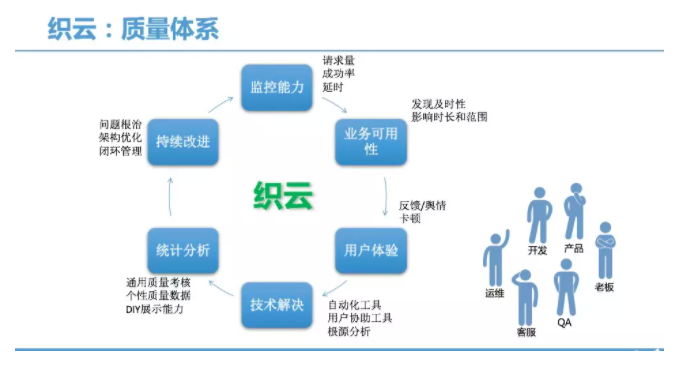 织云：质量体系
监控能力
请求量
成功率
延时
业务可用
性
发现及时性
影响时长和范围
用户体验
反馈/舆情
卡顿
技术解决
自动化工具
用户协助工具
根源分析
统计分析
通用质量考核
个性质量数据
DIY展示能力
持续改进
问题根治
架构优化
闭环管理
织云
开发
产品
运维
老板
客服
QA